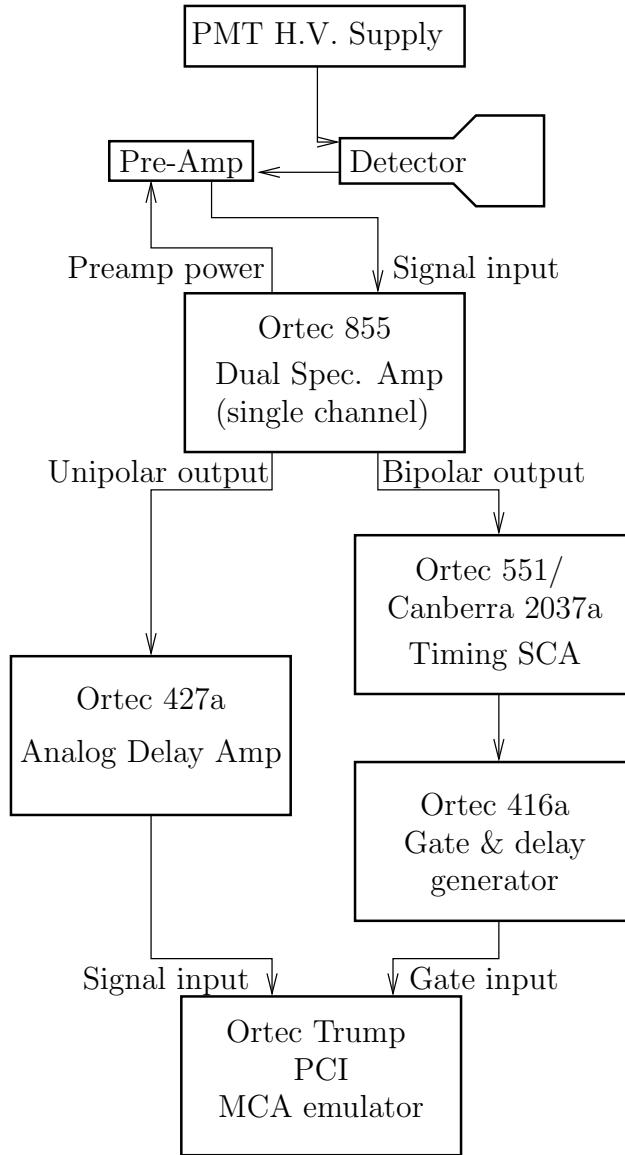 PMT H.V. Supply
Pre-Amp
Detector
Preamp power
Signal input
Ortec 855
Dual Spec. Amp
(single channel)
Unipolar output
Bipolar output
Ortec 551/
Canberra 2037a
Timing SCA
Ortec 427a
Analog Delay Amp
Ortec 416a
Gate & delay
generator
Signal input
Gate input
Ortec Trump
PCI
MCA emulator